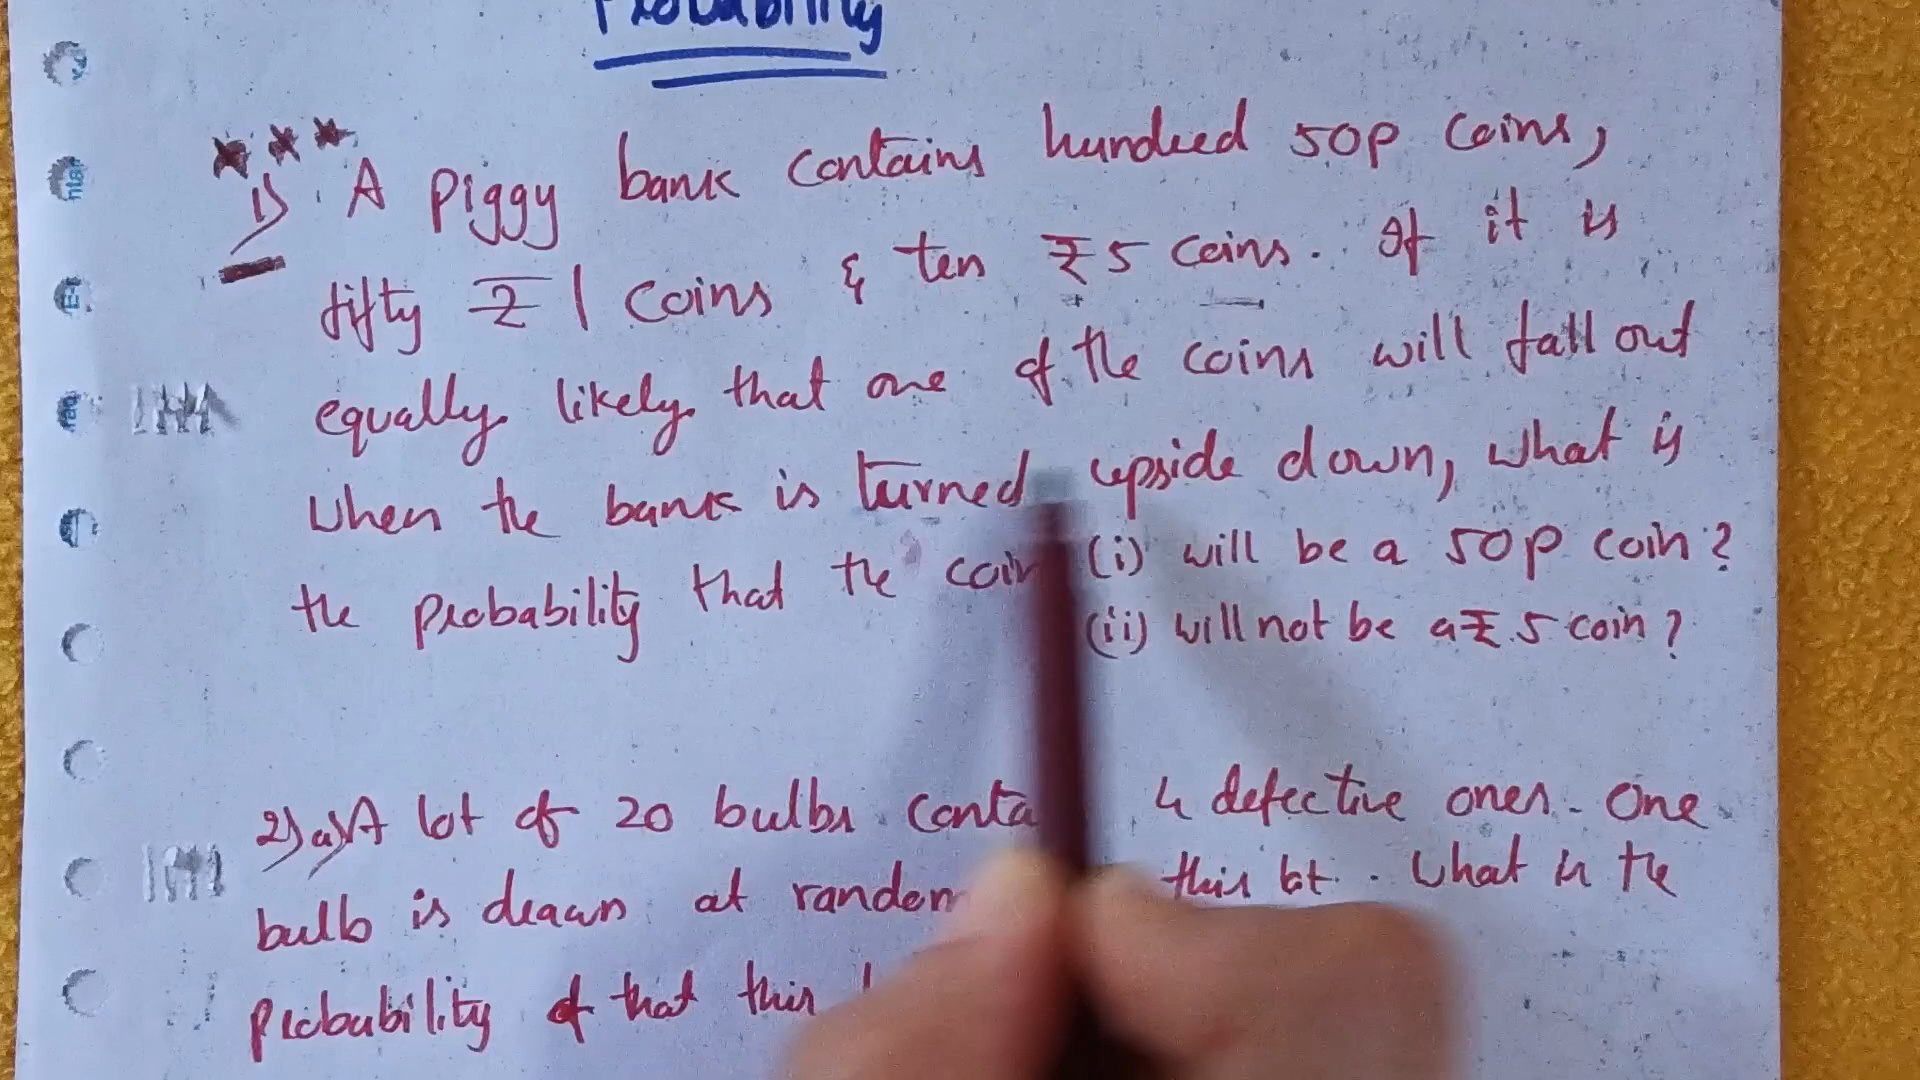 Probability
1) A piggy bank contains hundred 50p coins,
fifty ₹1 coins & ten ₹5 coins. If it is
equally likely that one of the coins will fall out
when the bank is turned upside down, what is
the probability that the coin (i) will be a 50p coin?
(ii) will not be a ₹5 coin?
2) a) A lot of 20 bulbs 4 defective ones. One
bulb is drawn at random this lot. What is the
probability of that this